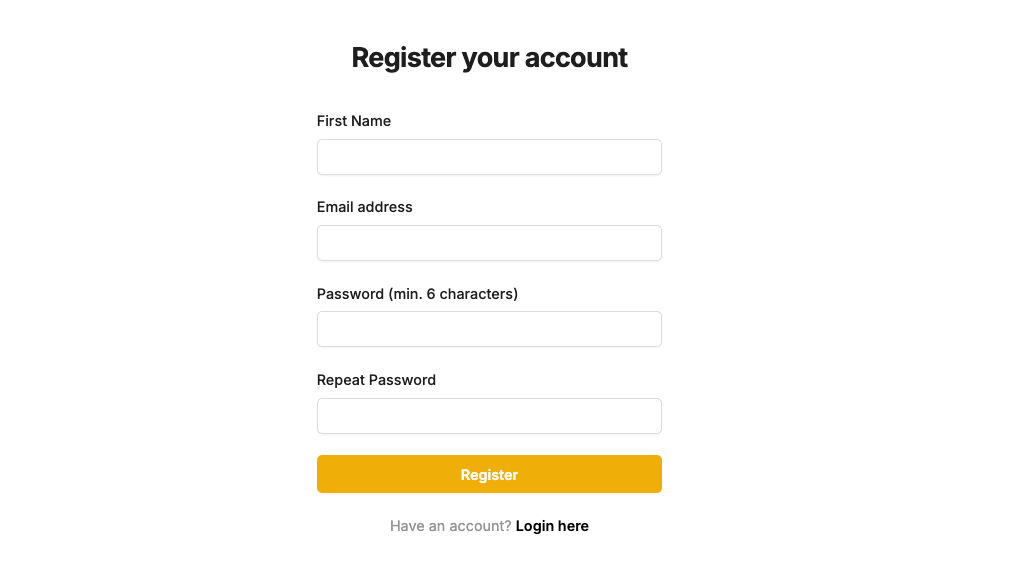 Register your account
First Name
Email address
Password (min. 6 characters)
Repeat Password
Register
Have an account? Login here